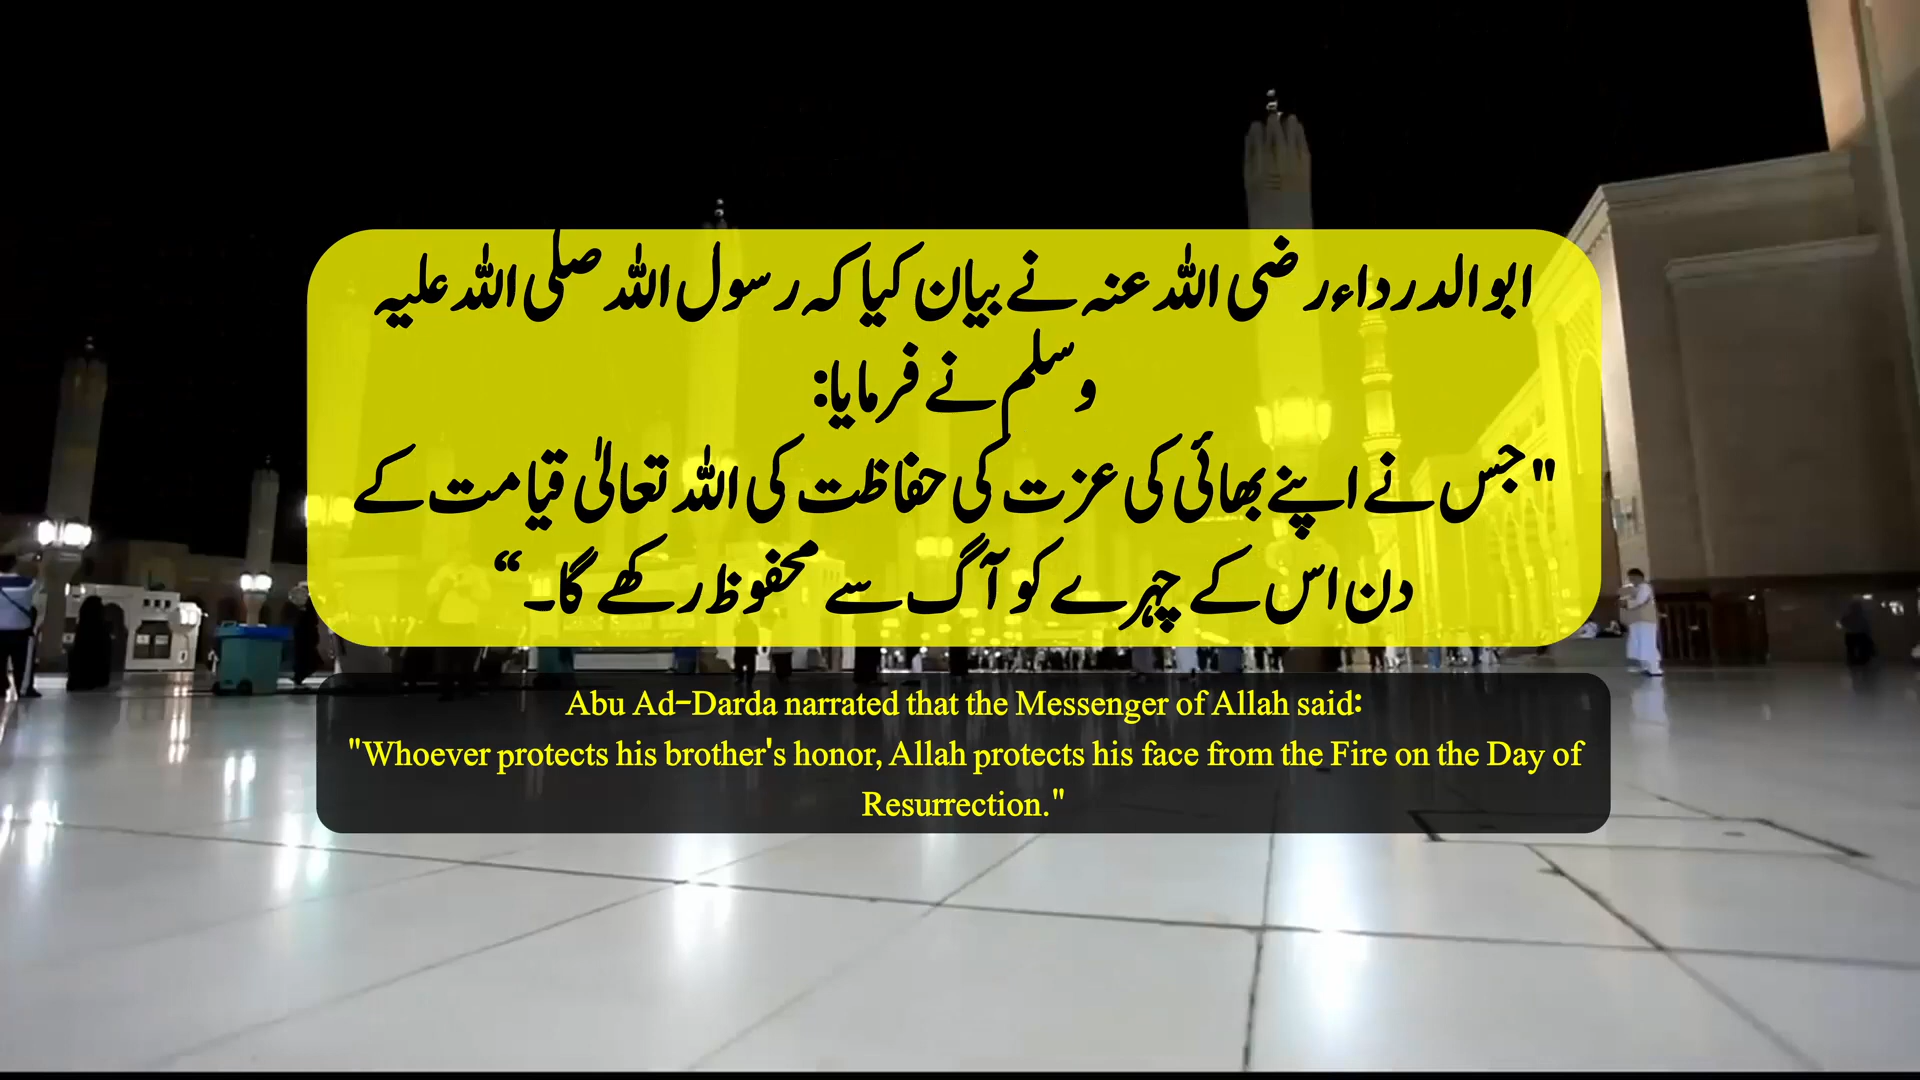 ابوالدرداء رضی اللہ عنہ نے بیان کیا کہ رسول اللہ صلی اللہ علیہ
وسلم نے فرمایا:
"جس نے اپنے بھائی کی عزت کی حفاظت کی اللہ تعالیٰ قیامت کے
دن اس کے چہرے کو آگ سے محفوظ رکھے گا۔“
Abu Ad-Darda narrated that the Messenger of Allah said:
"Whoever protects his brother's honor, Allah protects his face from the Fire on the Day of
Resurrection."